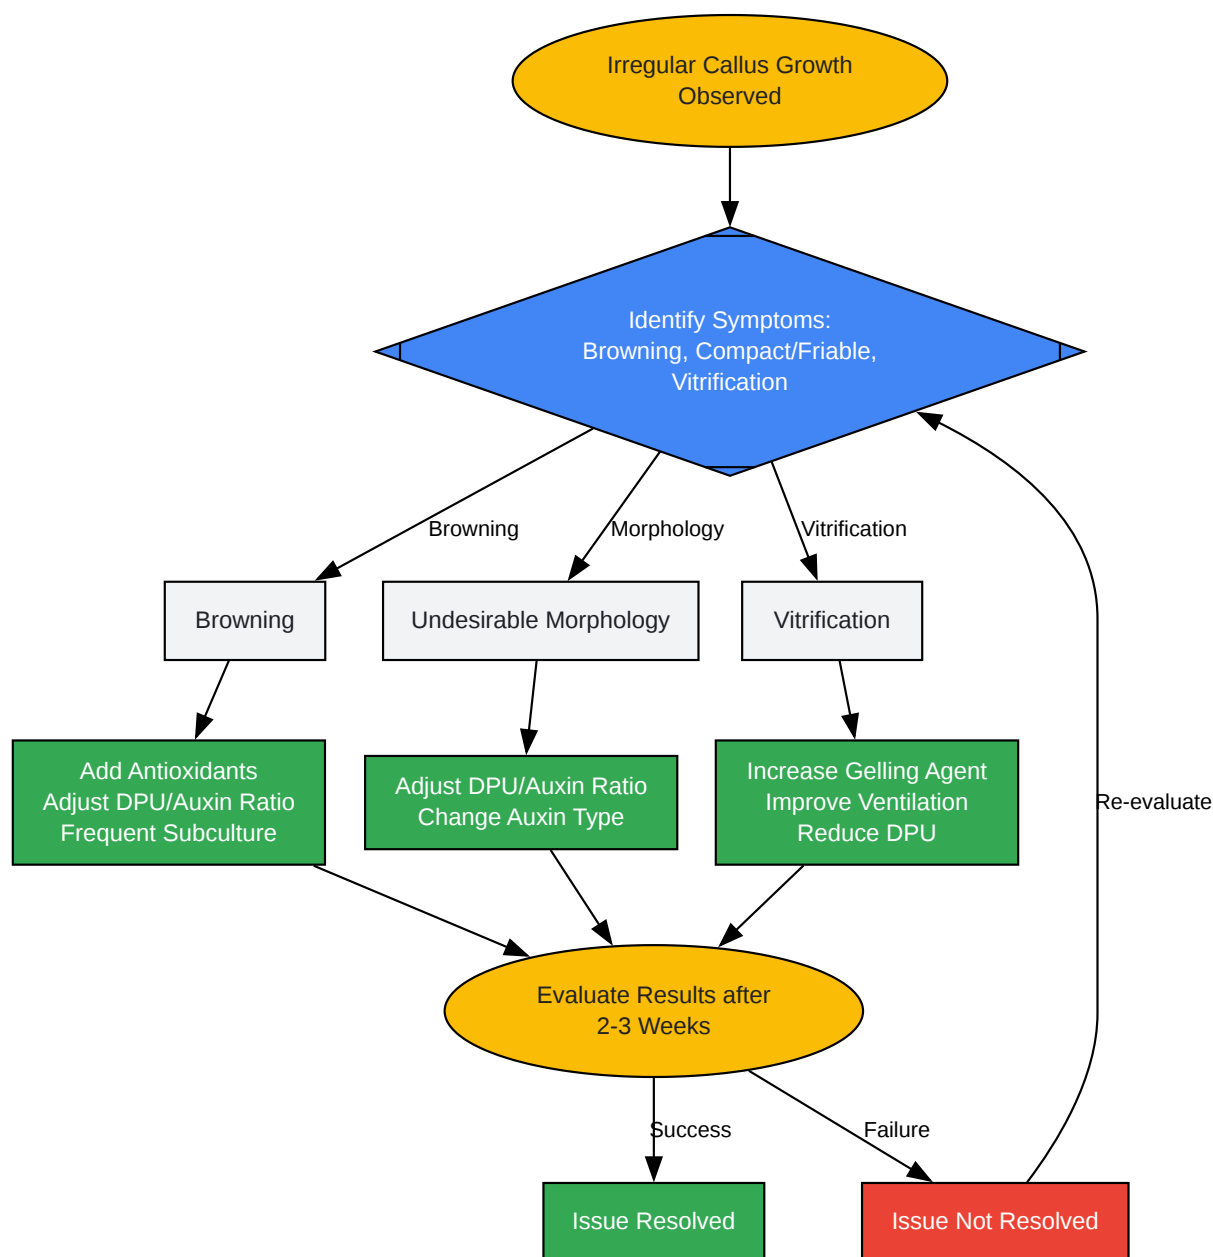 Irregular Callus Growth
Observed
Identify Symptoms:
Browning, Compact/Friable,
Vitrification
Browning
Morphology
Vitrification
Browning
Undesirable Morphology
Vitrification
Add Antioxidants
Adjust DPU/Auxin Ratio
Frequent Subculture
Adjust DPU/Auxin Ratio
Change Auxin Type
Increase Gelling Agent
Improve Ventilation
Reduce DPU
Re-evaluate
Evaluate Results after
2-3 Weeks
Success
Failure
Issue Resolved
Issue Not Resolved